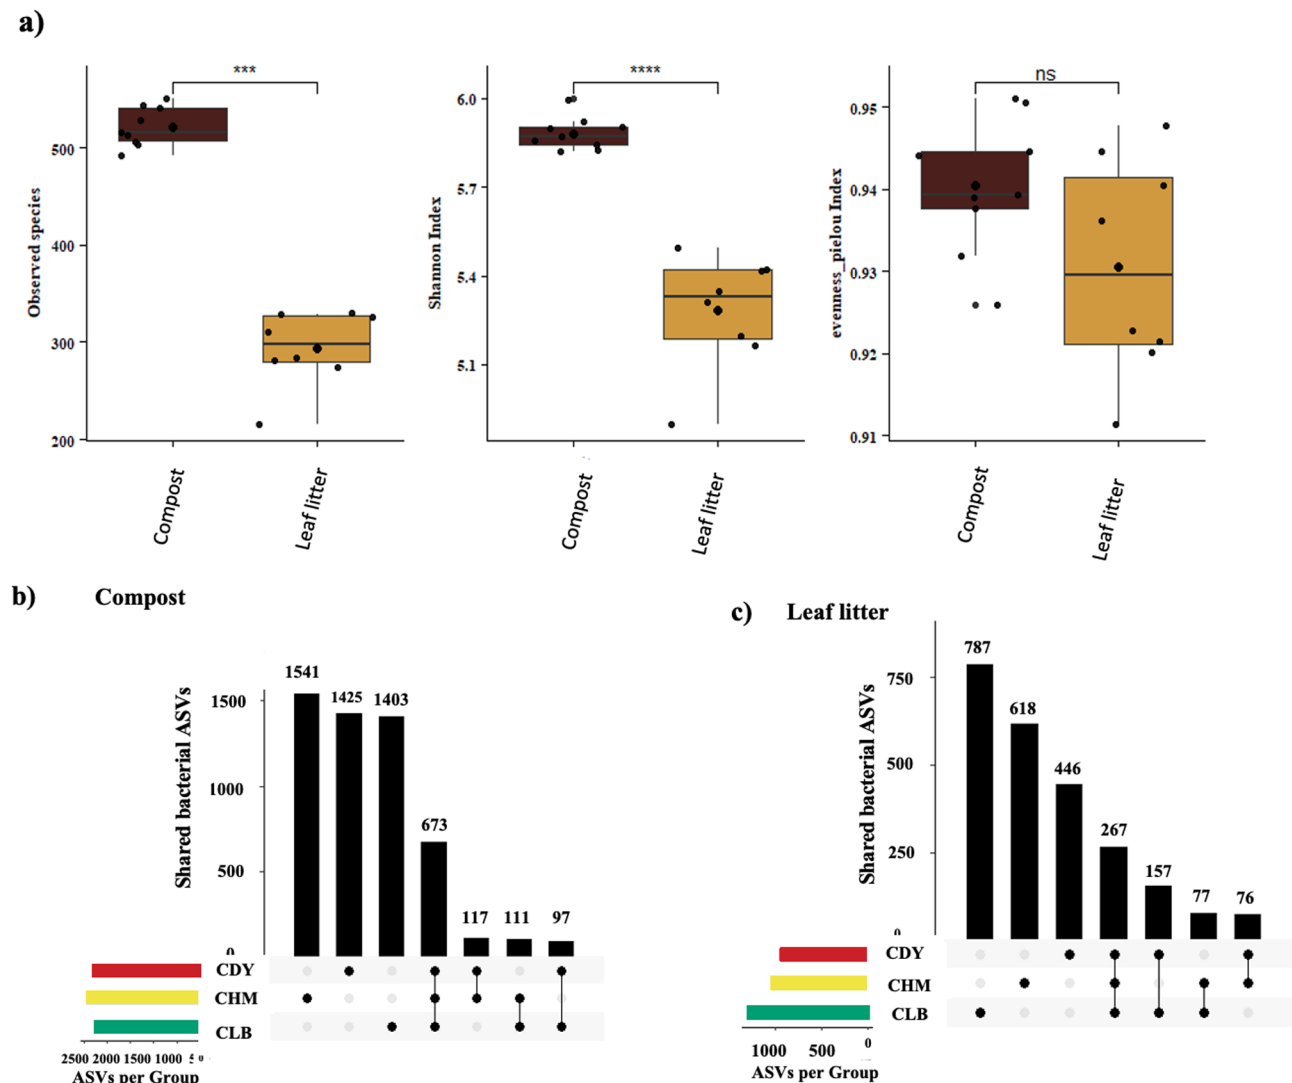 a)
***
****
ns
Observed species
500
400
300
200
Compost
Leaf litter
Shannon Index
6.0
5.7
5.4
5.1
Compost
Leaf litter
evenness_pielou Index
0.95
0.94
0.93
0.92
0.91
Compost
Leaf litter
b)
Compost
Shared bacterial ASVs
1500
1000
500
0
1541
1425
1403
673
117
111
97
CDY
CHM
CLB
2500 2000 1500 1000
ASVs per Group
c)
Leaf litter
Shared bacterial ASVs
750
500
250
0
787
618
446
267
157
77
76
CDY
CHM
CLB
1000 500 0
ASVs per Group